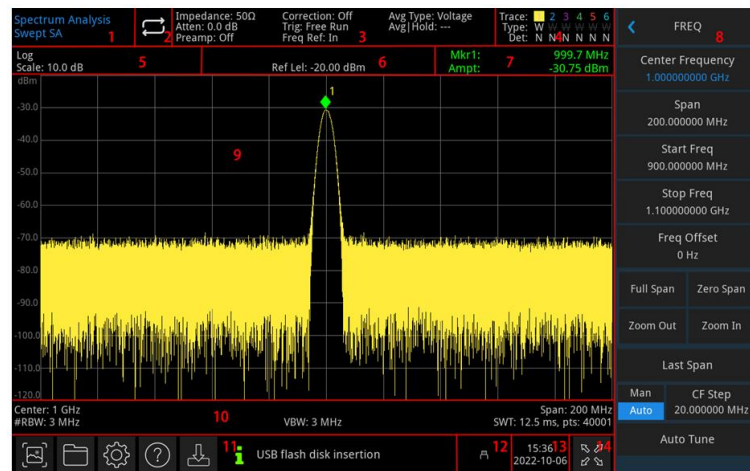 Spectrum Analysis
Swept SA
1
2
Impedance: 50Ω
Atten: 0.0 dB
Preamp: Off
Correction: Off
Trig: Free Run
Freq Ref: In
3
Avg Type: Voltage
Avg|Hold: ---
Trace: 1 2 3 4 5 6
Type: W W W W W W
Det: N N N N N N
4
FREQ
8
Log
Scale: 10.0 dB
5
Ref Lel: -20.00 dBm
6
Mkr1: 999.7 MHz
Ampt: -30.75 dBm
7
dBm
-30.0
-40.0
-50.0
-60.0
-70.0
-80.0
-90.0
-100.0
-110.0
-120.0
1
9
Center: 1 GHz
#RBW: 3 MHz
10
VBW: 3 MHz
Span: 200 MHz
SWT: 12.5 ms, pts: 40001
11
USB flash disk insertion
12
15:36
2022-10-06
13
14
Center Frequency
1.000000000 GHz
Span
200.000000 MHz
Start Freq
900.000000 MHz
Stop Freq
1.100000000 GHz
Freq Offset
0 Hz
Full Span
Zero Span
Zoom Out
Zoom In
Last Span
Man
Auto
CF Step
20.000000 MHz
Auto Tune